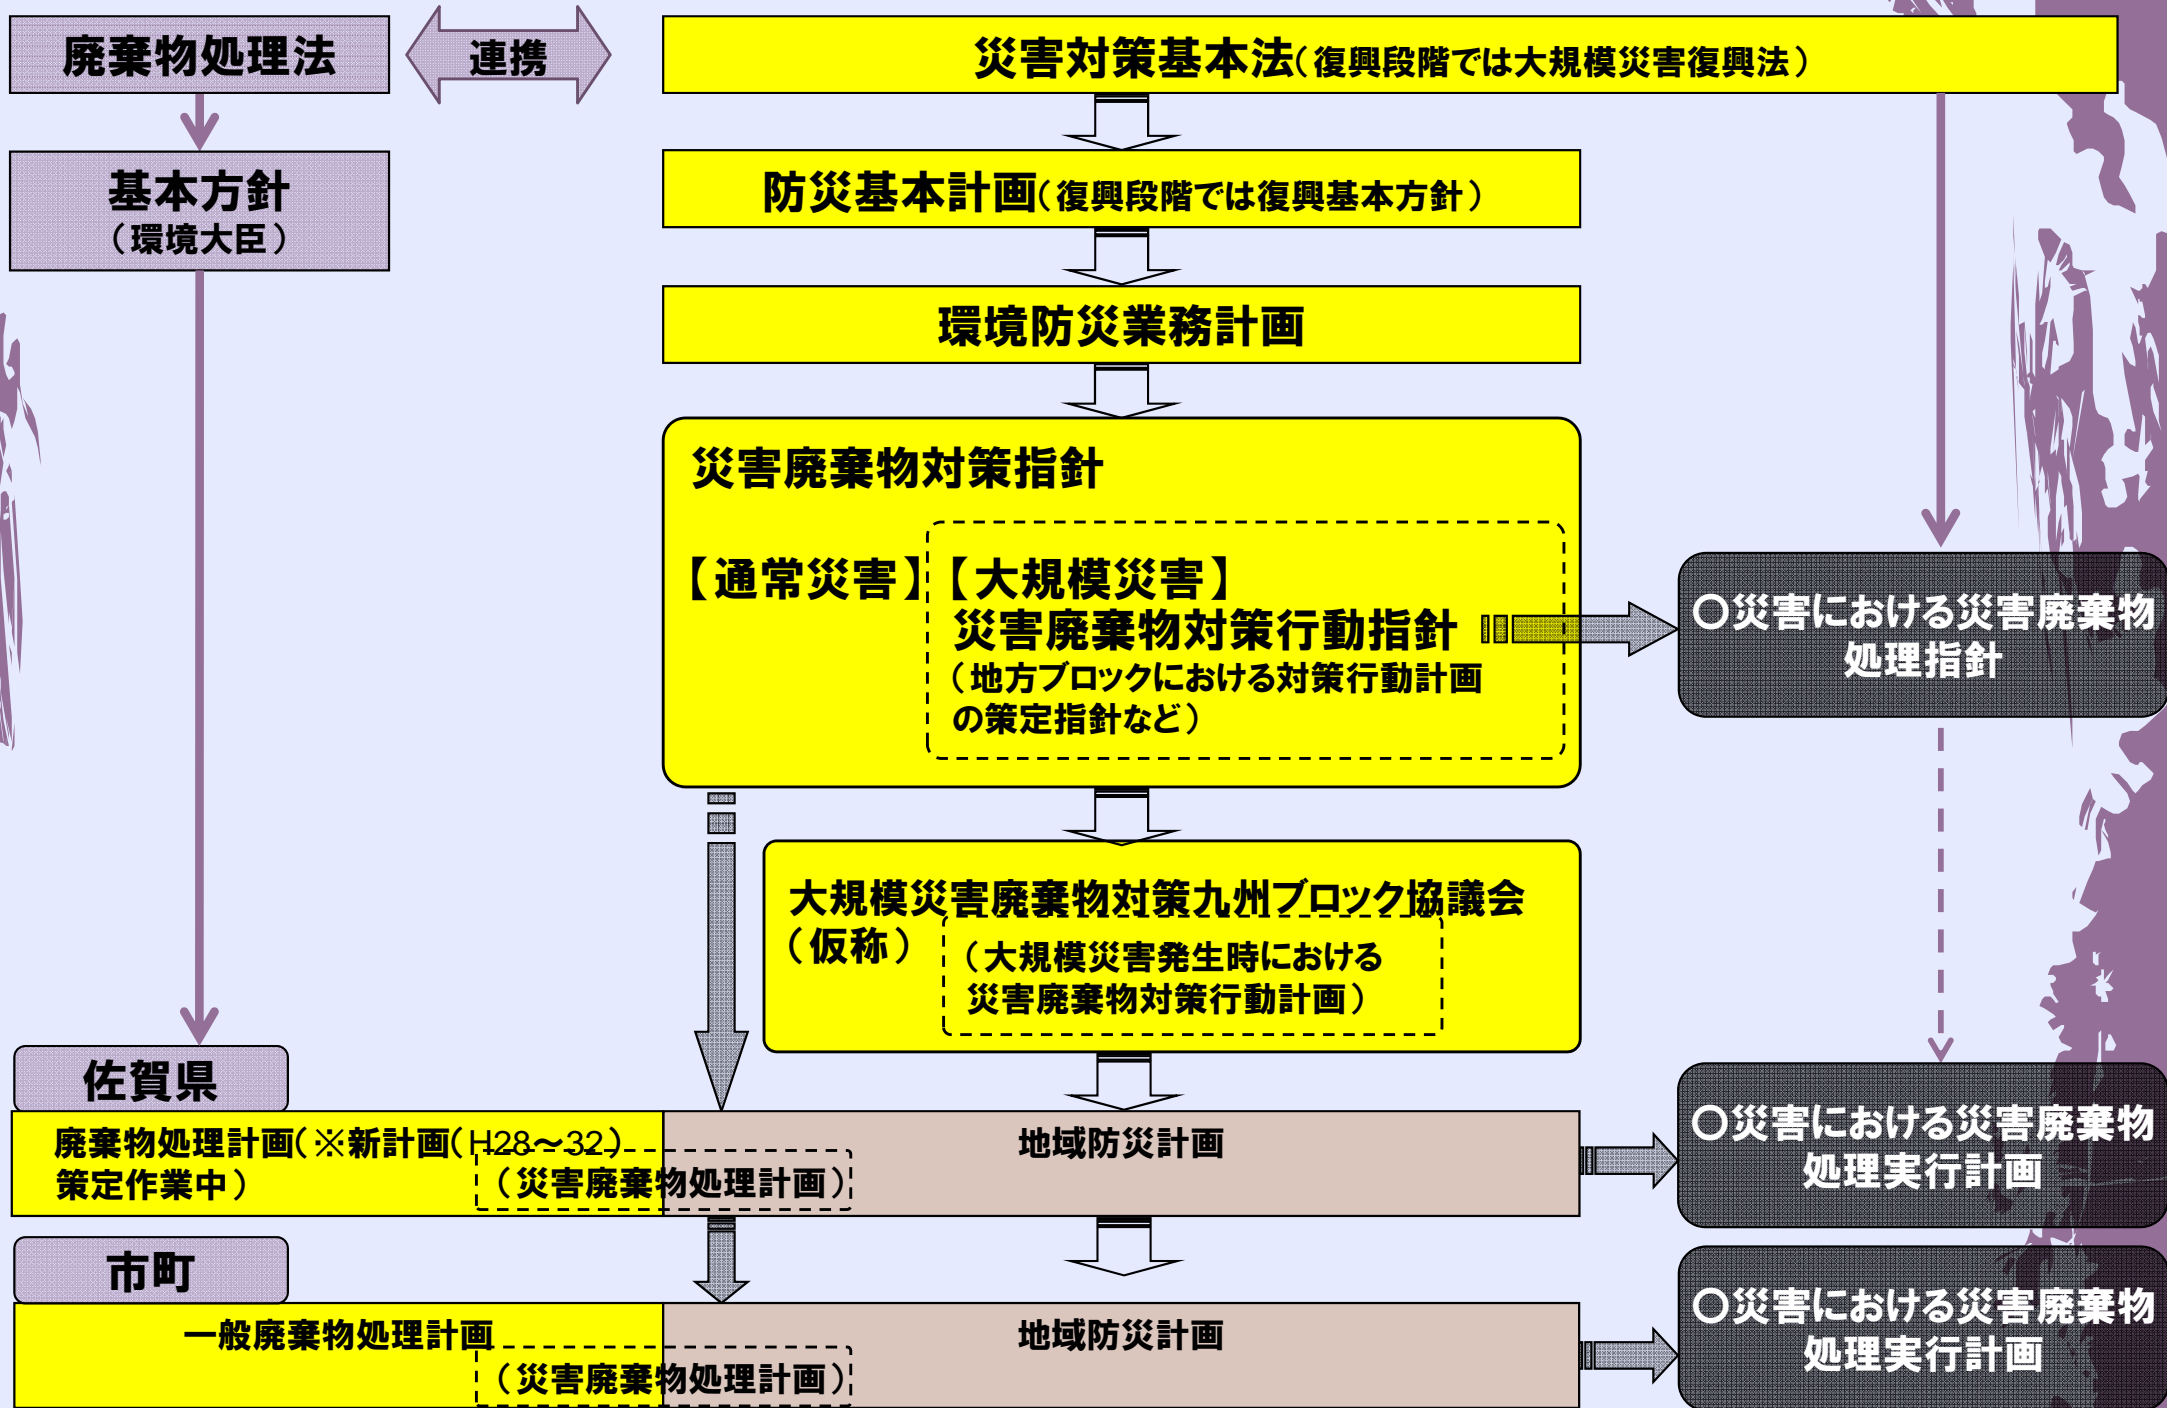 廃棄物処理法
連携
災害対策基本法(復興段階では大規模災害復興法)
基本方針
(環境大臣)
防災基本計画(復興段階では復興基本方針)
環境防災業務計画
災害廃棄物対策指針
【通常災害】
【大規模災害】
災害廃棄物対策行動指針
(地方ブロックにおける対策行動計画
の策定指針など)
○災害における災害廃棄物
処理指針
大規模災害廃棄物対策九州ブロック協議会
(仮称)
(大規模災害発生時における
災害廃棄物対策行動計画)
佐賀県
廃棄物処理計画(※新計画(H28~32)
策定作業中)
(災害廃棄物処理計画)
地域防災計画
○災害における災害廃棄物
処理実行計画
市町
一般廃棄物処理計画
(災害廃棄物処理計画)
地域防災計画
○災害における災害廃棄物
処理実行計画